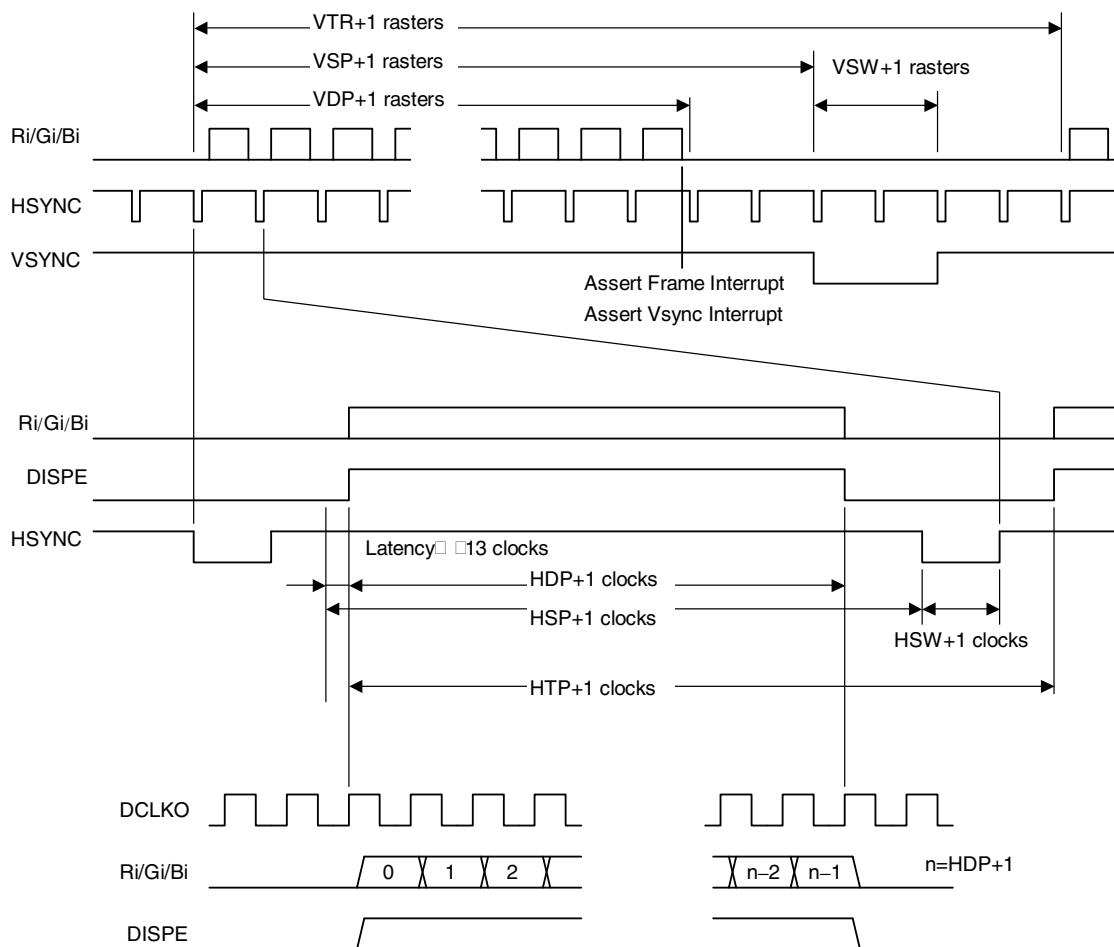 VTR+1 rasters
VSP+1 rasters
VSW+1 rasters
VDP+1 rasters
Ri/Gi/Bi
HSYNC
VSYNC
Assert Frame Interrupt
Assert Vsync Interrupt
Ri/Gi/Bi
DISPE
HSYNC
Latency□ □13 clocks
HDP+1 clocks
HSP+1 clocks
HSW+1 clocks
HTP+1 clocks
DCLKO
Ri/Gi/Bi
0
1
2
n–2
n–1
n=HDP+1
DISPE